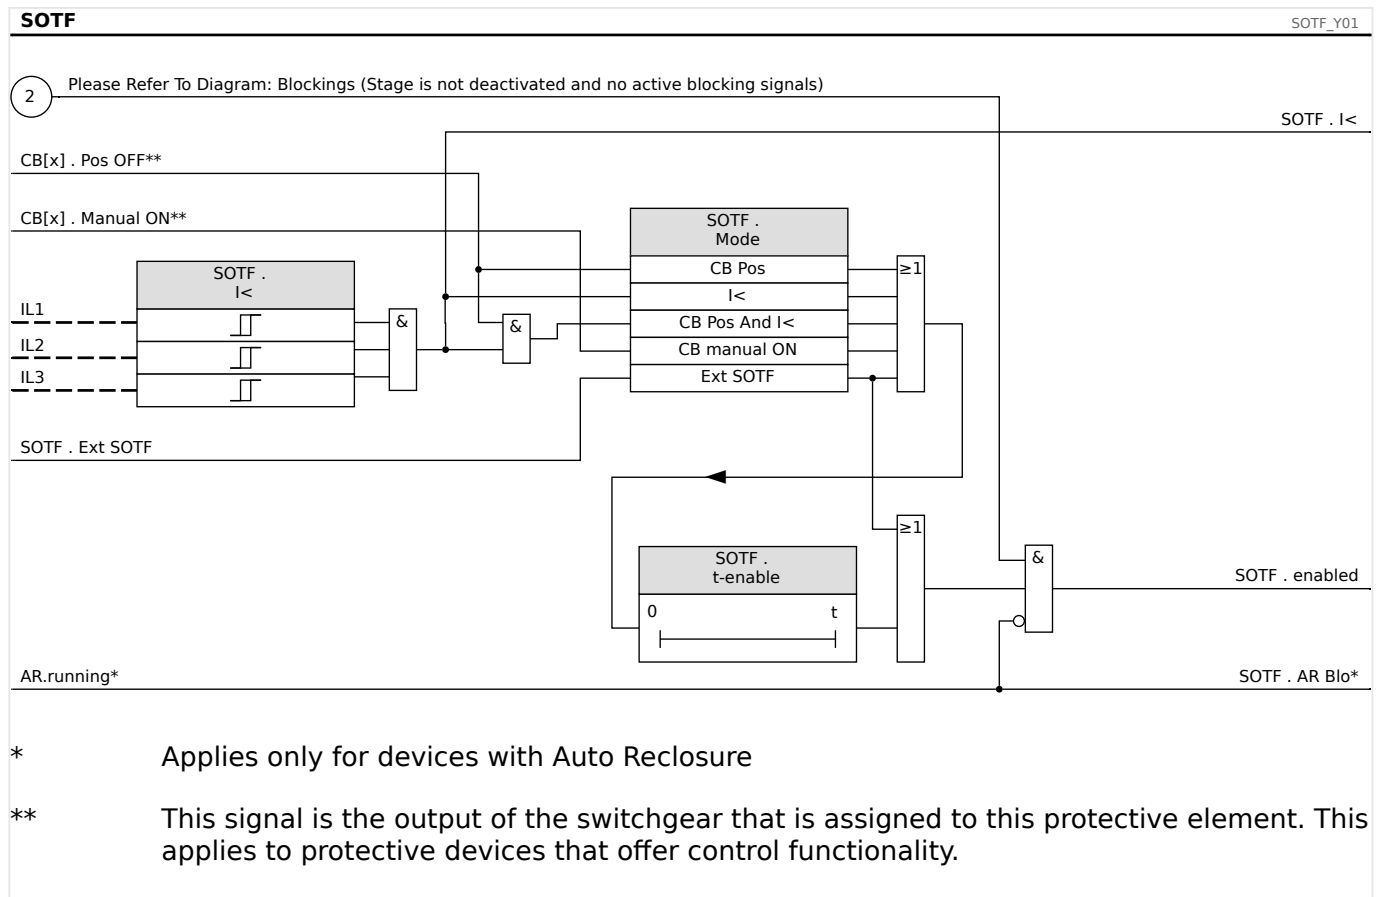 SOTF
SOTF_Y01
2
Please Refer To Diagram: Blockings (Stage is not deactivated and no active blocking signals)
SOTF . I<
CB[x] . Pos OFF**
CB[x] . Manual ON**
SOTF .
Mode
CB Pos
≥1
SOTF .
I<
I<
IL1
&
&
CB Pos And I<
IL2
CB manual ON
IL3
Ext SOTF
SOTF . Ext SOTF
≥1
SOTF .
t-enable
&
SOTF . enabled
0
t
AR.running*
SOTF . AR Blo*
* Applies only for devices with Auto Reclosure
** This signal is the output of the switchgear that is assigned to this protective element. This
applies to protective devices that offer control functionality.